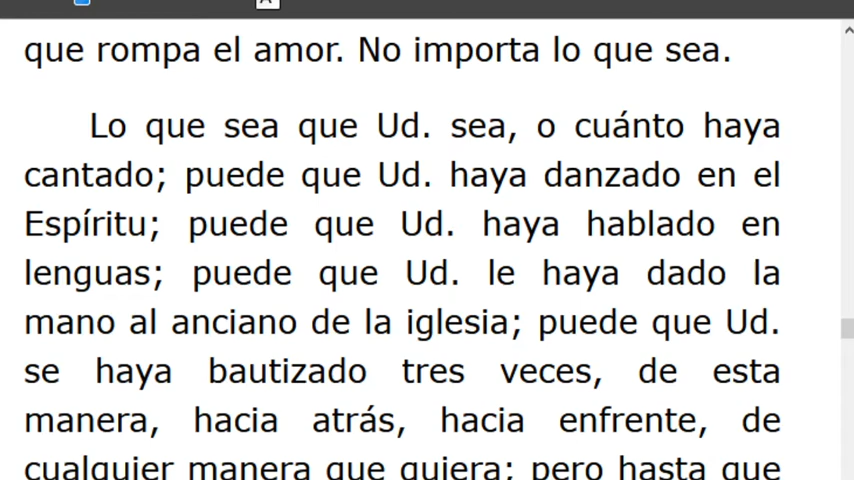 que rompa el amor. No importa lo que sea.
Lo que sea que Ud. sea, o cuánto haya
cantado; puede que Ud. haya danzado en el
Espíritu; puede que Ud. haya hablado en
lenguas; puede que Ud. le haya dado la
mano al anciano de la iglesia; puede que Ud.
se haya bautizado tres veces, de esta
manera, hacia atrás, hacia enfrente, de
cualquier manera que quiera; pero hasta que